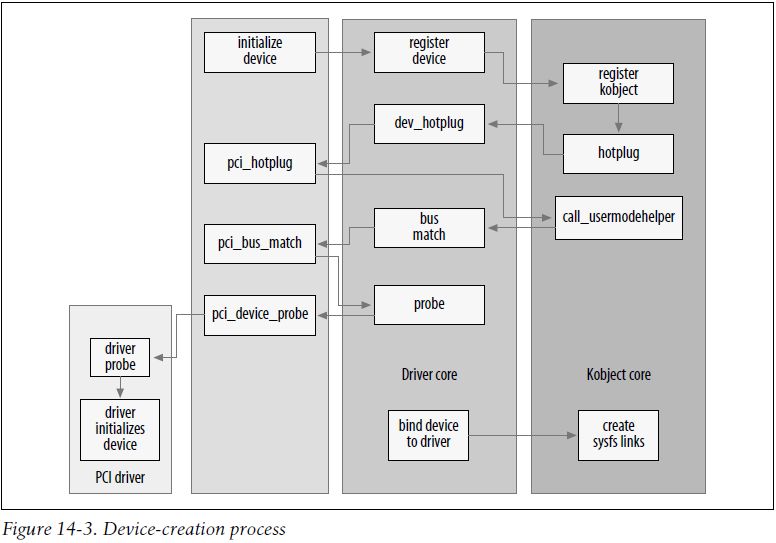 initialize
device
register
device
register
kobject
dev_hotplug
hotplug
pci_hotplug
call_usermodehelper
bus
match
pci_bus_match
probe
pci_device_probe
driver
probe
Driver core
Kobject core
driver
initializes
device
bind device
to driver
create
sysfs links
PCI driver
Figure 14-3. Device-creation process